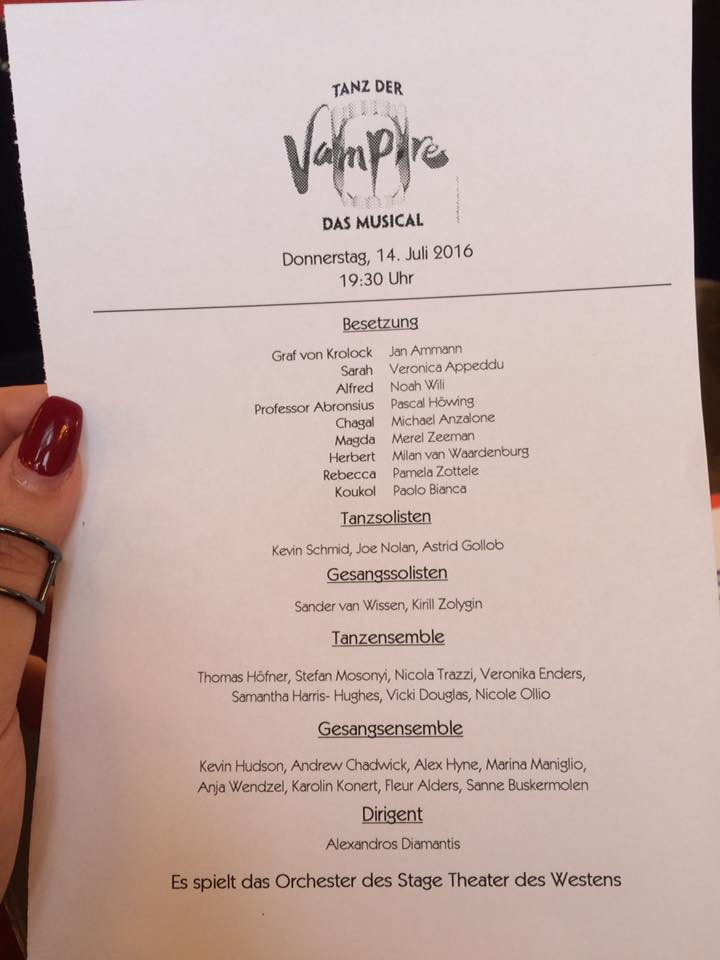 TANZ DER
Vampire
DAS MUSICAL
Donnerstag, 14. Juli 2016
19:30 Uhr
Besetzung
Graf von Krolock Jan Ammann
Sarah Veronica Appeddu
Alfred Noah Wili
Professor Abronsius Pascal Höwing
Chagal Michael Anzalone
Magda Merel Zeeman
Herbert Milan van Waardenburg
Rebecca Pamela Zottele
Koukol Paolo Bianca
Tanzsolisten
Kevin Schmid, Joe Nolan, Astrid Gollob
Gesangssolisten
Sander van Wissen, Kirill Zolygin
Tanzensemble
Thomas Höfner, Stefan Mosonyi, Nicola Trazzi, Veronika Enders,
Samantha Harris- Hughes, Vicki Douglas, Nicole Ollio
Gesangsensemble
Kevin Hudson, Andrew Chadwick, Alex Hyne, Marina Maniglio,
Anja Wendzel, Karolin Konert, Fleur Alders, Sanne Buskermolen
Dirigent
Alexandros Diamantis
Es spielt das Orchester des Stage Theater des Westens